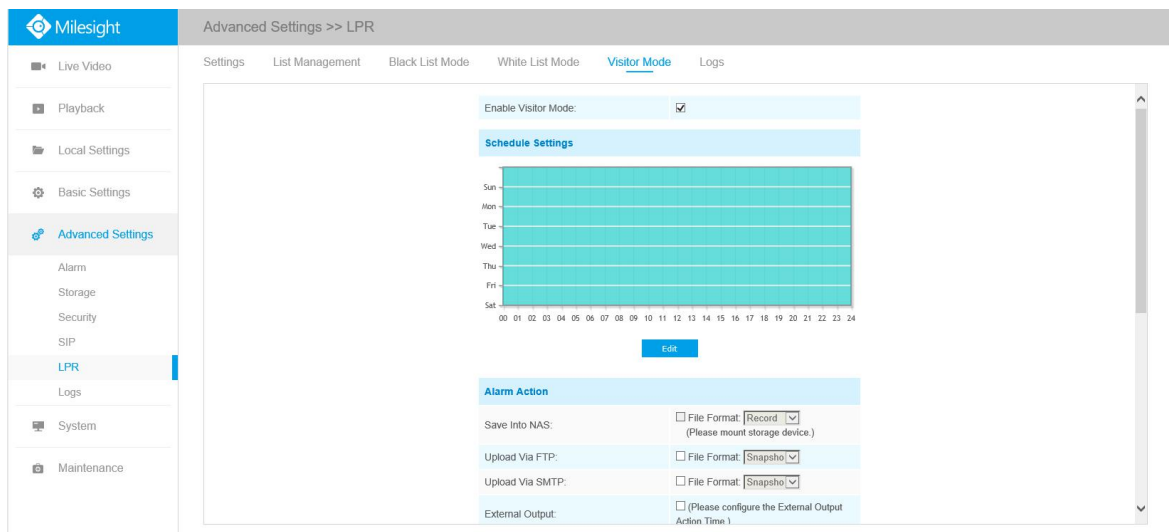 Milesight
Advanced Settings >> LPR
Live Video
Playback
Local Settings
Basic Settings
Advanced Settings
Alarm
Storage
Security
SIP
LPR
Logs
System
Maintenance
Settings
List Management
Black List Mode
White List Mode
Visitor Mode
Logs
Enable Visitor Mode:
Schedule Settings
Sun
Mon
Tue
Wed
Thu
Fri
Sat
00 01 02 03 04 05 06 07 08 09 10 11 12 13 14 15 16 17 18 19 20 21 22 23 24
Edit
Alarm Action
Save Into NAS:
File Format: Record
(Please mount storage device.)
Upload Via FTP:
File Format: Snapsho
Upload Via SMTP:
File Format: Snapsho
External Output:
(Please configure the External Output
Action Time.)